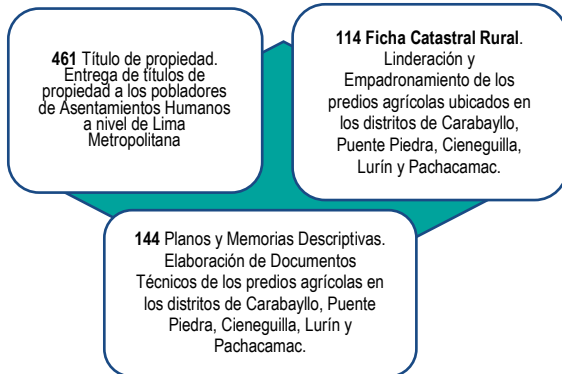 461 Título de propiedad.
Entrega de títulos de
propiedad a los pobladores
de Asentamientos Humanos
a nivel de Lima
Metropolitana
114 Ficha Catastral Rural.
Linderación y
Empadronamiento de los
predios agrícolas ubicados en
los distritos de Carabayllo,
Puente Piedra, Cieneguilla,
Lurín y Pachacamac.
144 Planos y Memorias Descriptivas.
Elaboración de Documentos
Técnicos de los predios agrícolas en
los distritos de Carabayllo, Puente
Piedra, Cieneguilla, Lurín y
Pachacamac.